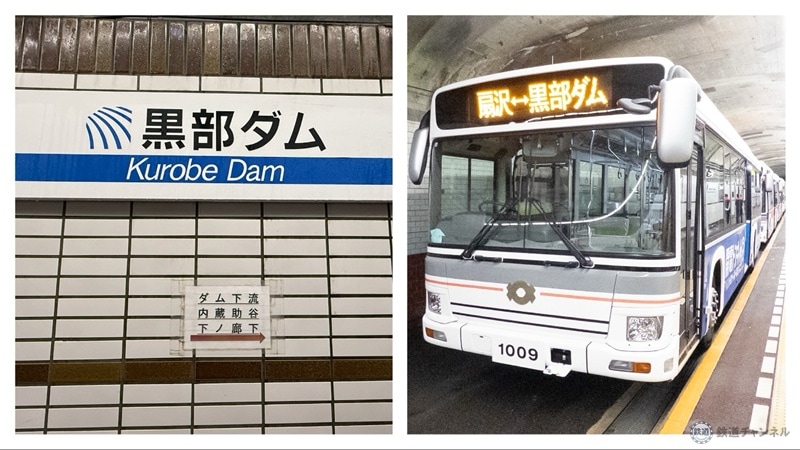 黒部ダム
Kurobe Dam
ダム下流
内蔵助谷
下ノ廊下
扇沢↔黒部ダム
1009
鉄道チャンネル